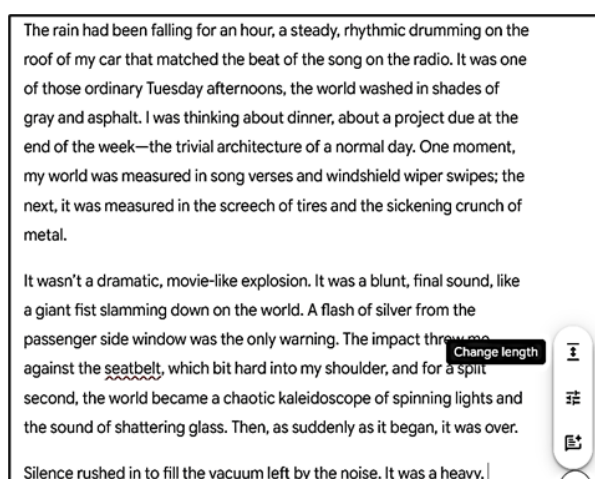 The rain had been falling for an hour, a steady, rhythmic drumming on the
roof of my car that matched the beat of the song on the radio. It was one
of those ordinary Tuesday afternoons, the world washed in shades of
gray and asphalt. I was thinking about dinner, about a project due at the
end of the week—the trivial architecture of a normal day. One moment,
my world was measured in song verses and windshield wiper swipes; the
next, it was measured in the screech of tires and the sickening crunch of
metal.
It wasn't a dramatic, movie-like explosion. It was a blunt, final sound, like
a giant fist slamming down on the world. A flash of silver from the
passenger side window was the only warning. The impact threw me
Change length
against the seatbelt, which bit hard into my shoulder, and for a split
second, the world became a chaotic kaleidoscope of spinning lights and
the sound of shattering glass. Then, as suddenly as it began, it was over.
Silence rushed in to fill the vacuum left by the noise. It was a heavy,